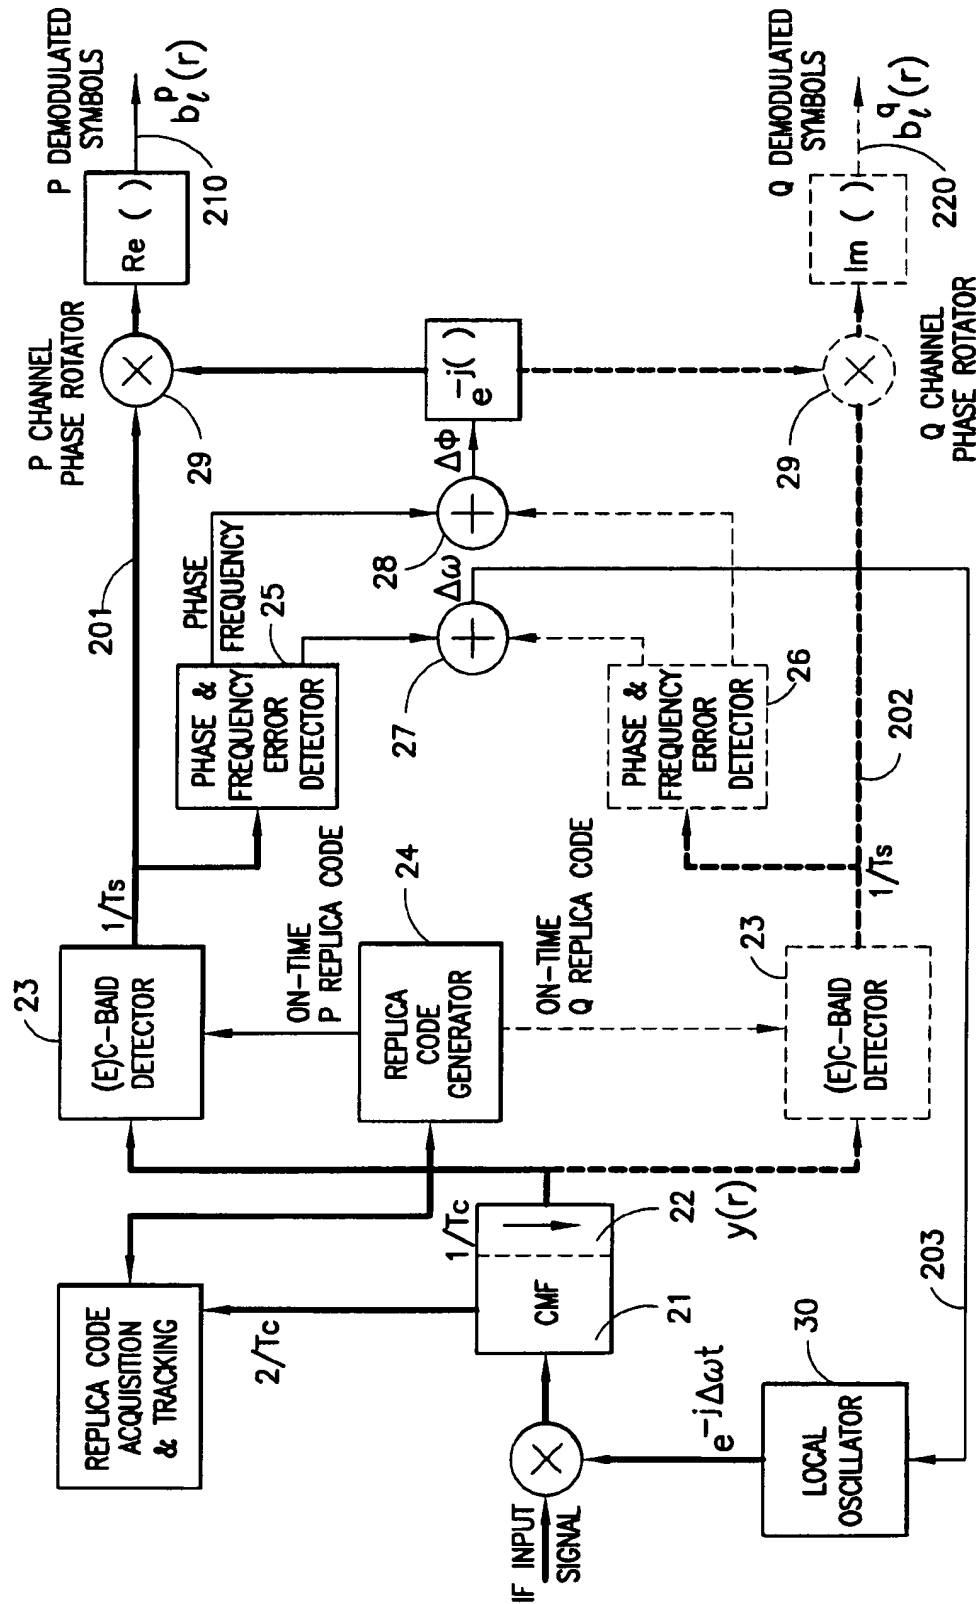 IF INPUT
SIGNAL
LOCAL
OSCILLATOR
30
e^-jΔωt
203
REPLICA CODE
ACQUISITION
& TRACKING
2/Tc
CMF
21
1/Tc
22
y(r)
23
(E)C-BAID
DETECTOR
ON-TIME
P REPLICA CODE
REPLICA
CODE
GENERATOR
24
ON-TIME
Q REPLICA CODE
23
(E)C-BAID
DETECTOR
1/Ts
1/Ts
201
202
PHASE &
FREQUENCY
ERROR
DETECTOR
25
PHASE
FREQUENCY
PHASE &
FREQUENCY
ERROR
DETECTOR
26
27
+
Δω
28
+
ΔΦ
e^-j( )
P CHANNEL
PHASE ROTATOR
29
29
Q CHANNEL
PHASE ROTATOR
Re ( )
210
P DEMODULATED
SYMBOLS
b_ℓ^p(r)
Im ( )
220
Q DEMODULATED
SYMBOLS
b_ℓ^q(r)